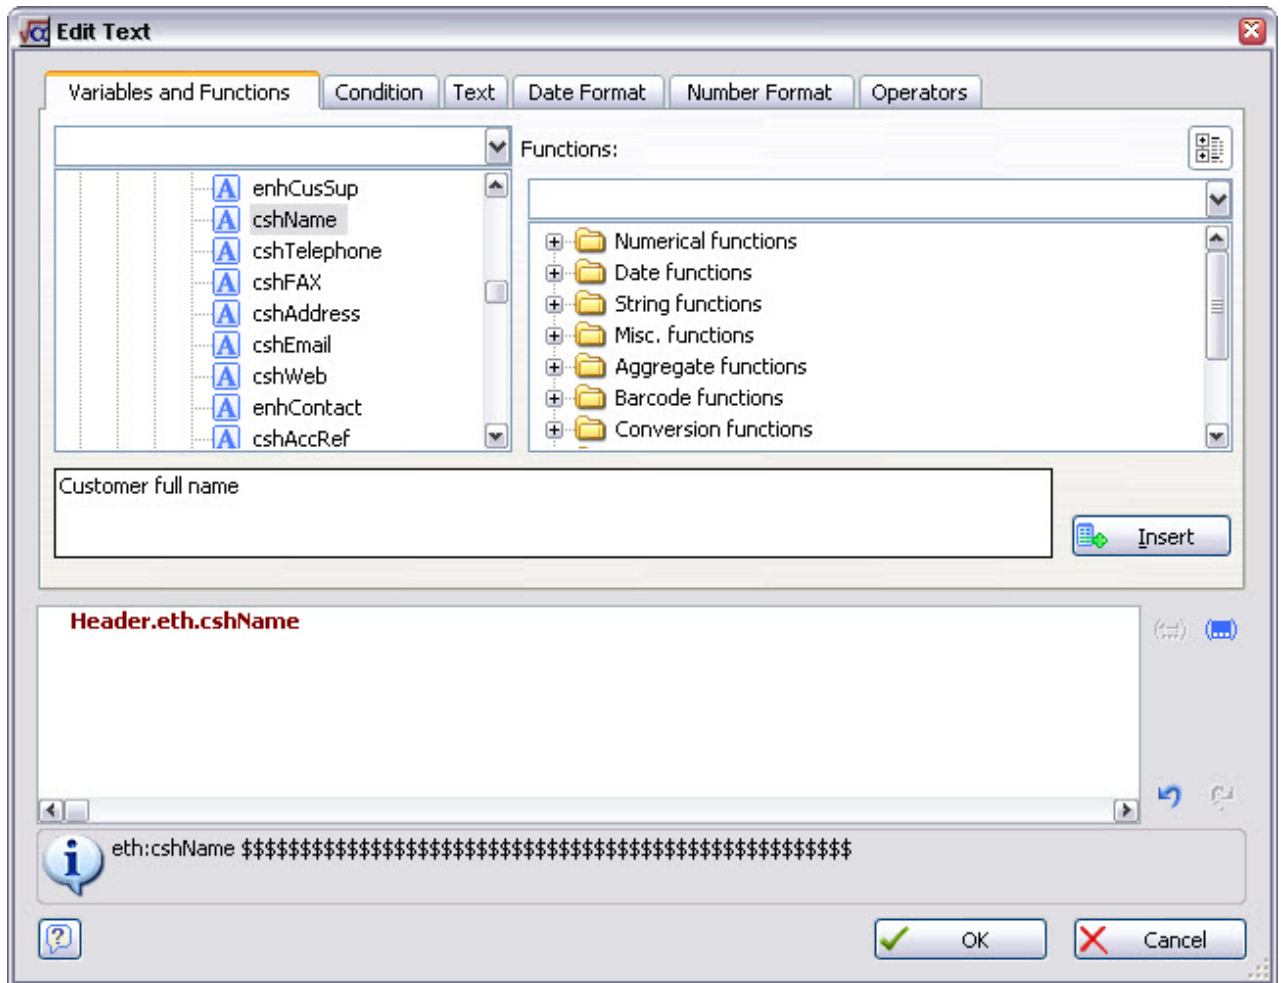 Edit Text
Variables and Functions Condition Text Date Format Number Format Operators
Functions:
enhCusSup
cshName
cshTelephone
cshFAX
cshAddress
cshEmail
cshWeb
enhContact
cshAccRef
Numerical functions
Date functions
String functions
Misc. functions
Aggregate functions
Barcode functions
Conversion functions
Customer full name
Insert
Header.eth.cshName
eth:cshName $$$$$$$$$$$$$$$$$$$$$$$$$$$$$$$$$$$$$$$$$$$$$$$$$$$$
OK Cancel